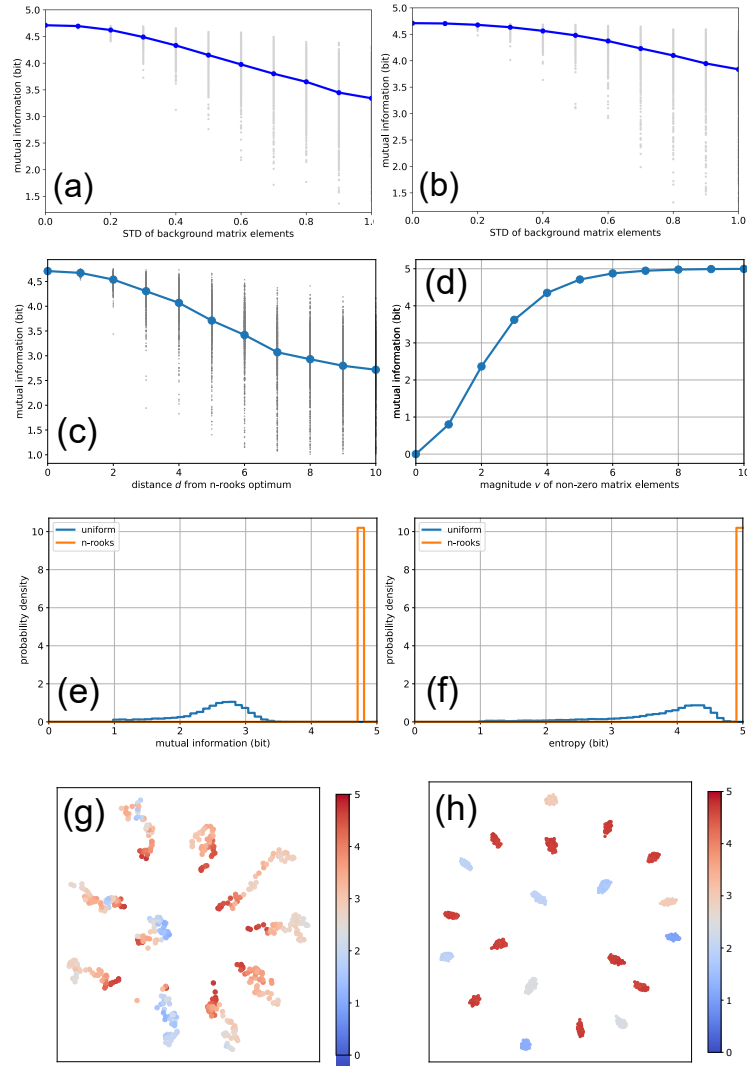 5.0
4.5
4.0
3.5
3.0
2.5
2.0
1.5
mutual information (bit)
(a)
0.0 0.2 0.4 0.6 0.8 1.0
STD of background matrix elements
5.0
4.5
4.0
3.5
3.0
2.5
2.0
1.5
mutual information (bit)
(b)
0.0 0.2 0.4 0.6 0.8 1.0
STD of background matrix elements
4.5
4.0
3.5
3.0
2.5
2.0
1.5
1.0
mutual information (bit)
(c)
0 2 4 6 8 10
distance d from n-rooks optimum
5
4
3
2
1
0
mutual information (bit)
(d)
0 2 4 6 8 10
magnitude v of non-zero matrix elements
10
8
6
4
2
0
probability density
uniform
n-rooks
(e)
0 1 2 3 4 5
mutual information (bit)
10
8
6
4
2
0
probability density
uniform
n-rooks
(f)
0 1 2 3 4 5
entropy (bit)
(g)
5
4
3
2
1
0
(h)
5
4
3
2
1
0